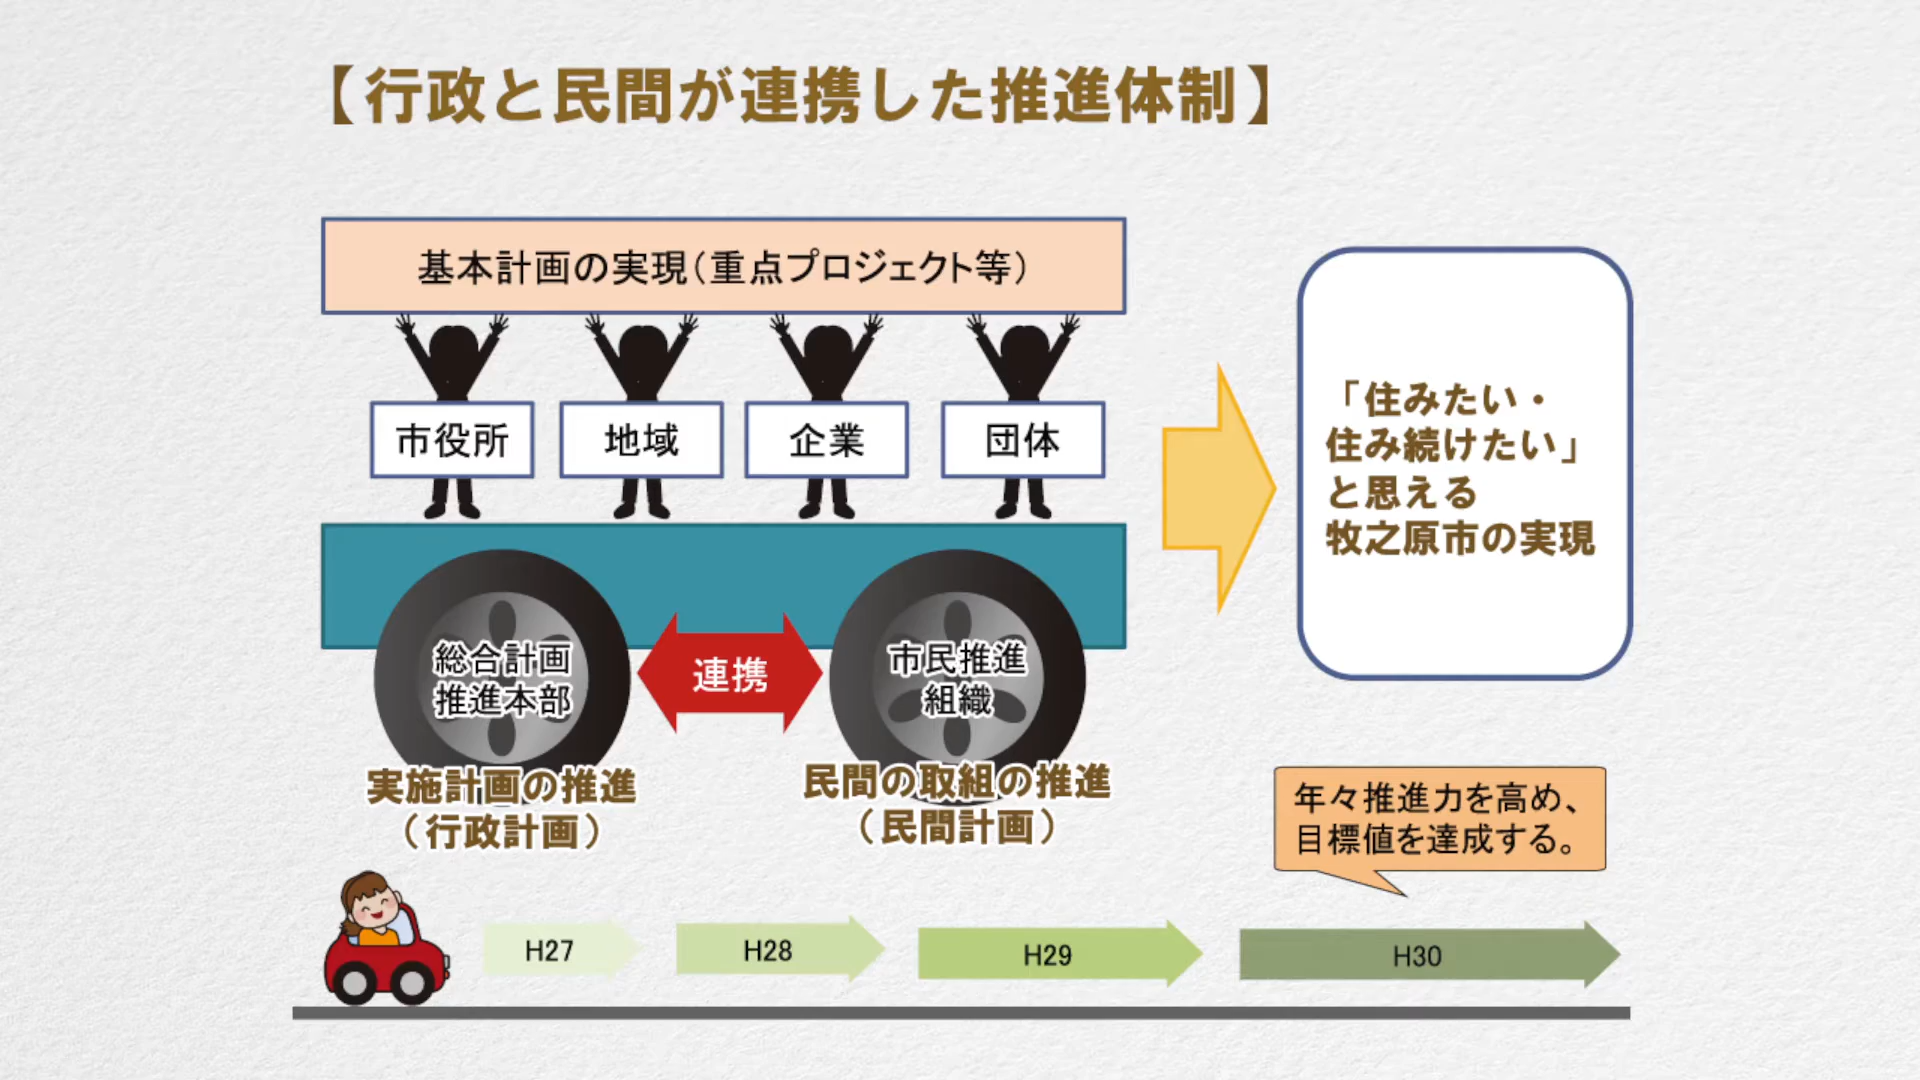 【行政と民間が連携した推進体制】
基本計画の実現(重点プロジェクト等)
市役所
地域
企業
団体
「住みたい・
住み続けたい」
と思える
牧之原市の実現
総合計画
推進本部
連携
市民推進
組織
実施計画の推進
(行政計画)
民間の取組の推進
(民間計画)
年々推進力を高め、
目標値を達成する。
H27
H28
H29
H30